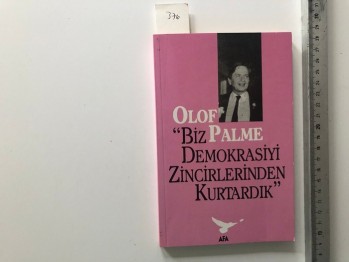 376
OLOF
"BİZ PALME
DEMOKRASİYİ
ZİNCİRLERİNDEN
KURTARDIK"
AFA